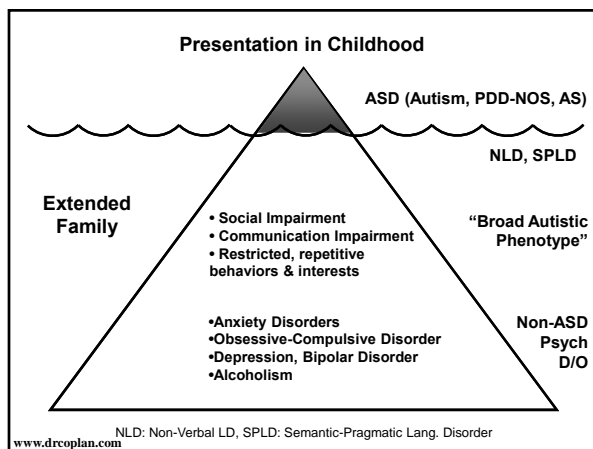 Presentation in Childhood
ASD (Autism, PDD-NOS, AS)
NLD, SPLD
Extended
Family
• Social Impairment
• Communication Impairment
• Restricted, repetitive
behaviors & interests
“Broad Autistic
Phenotype”
•Anxiety Disorders
•Obsessive-Compulsive Disorder
•Depression, Bipolar Disorder
•Alcoholism
Non-ASD
Psych
D/O
NLD: Non-Verbal LD, SPLD: Semantic-Pragmatic Lang. Disorder
www.drcoplan.com